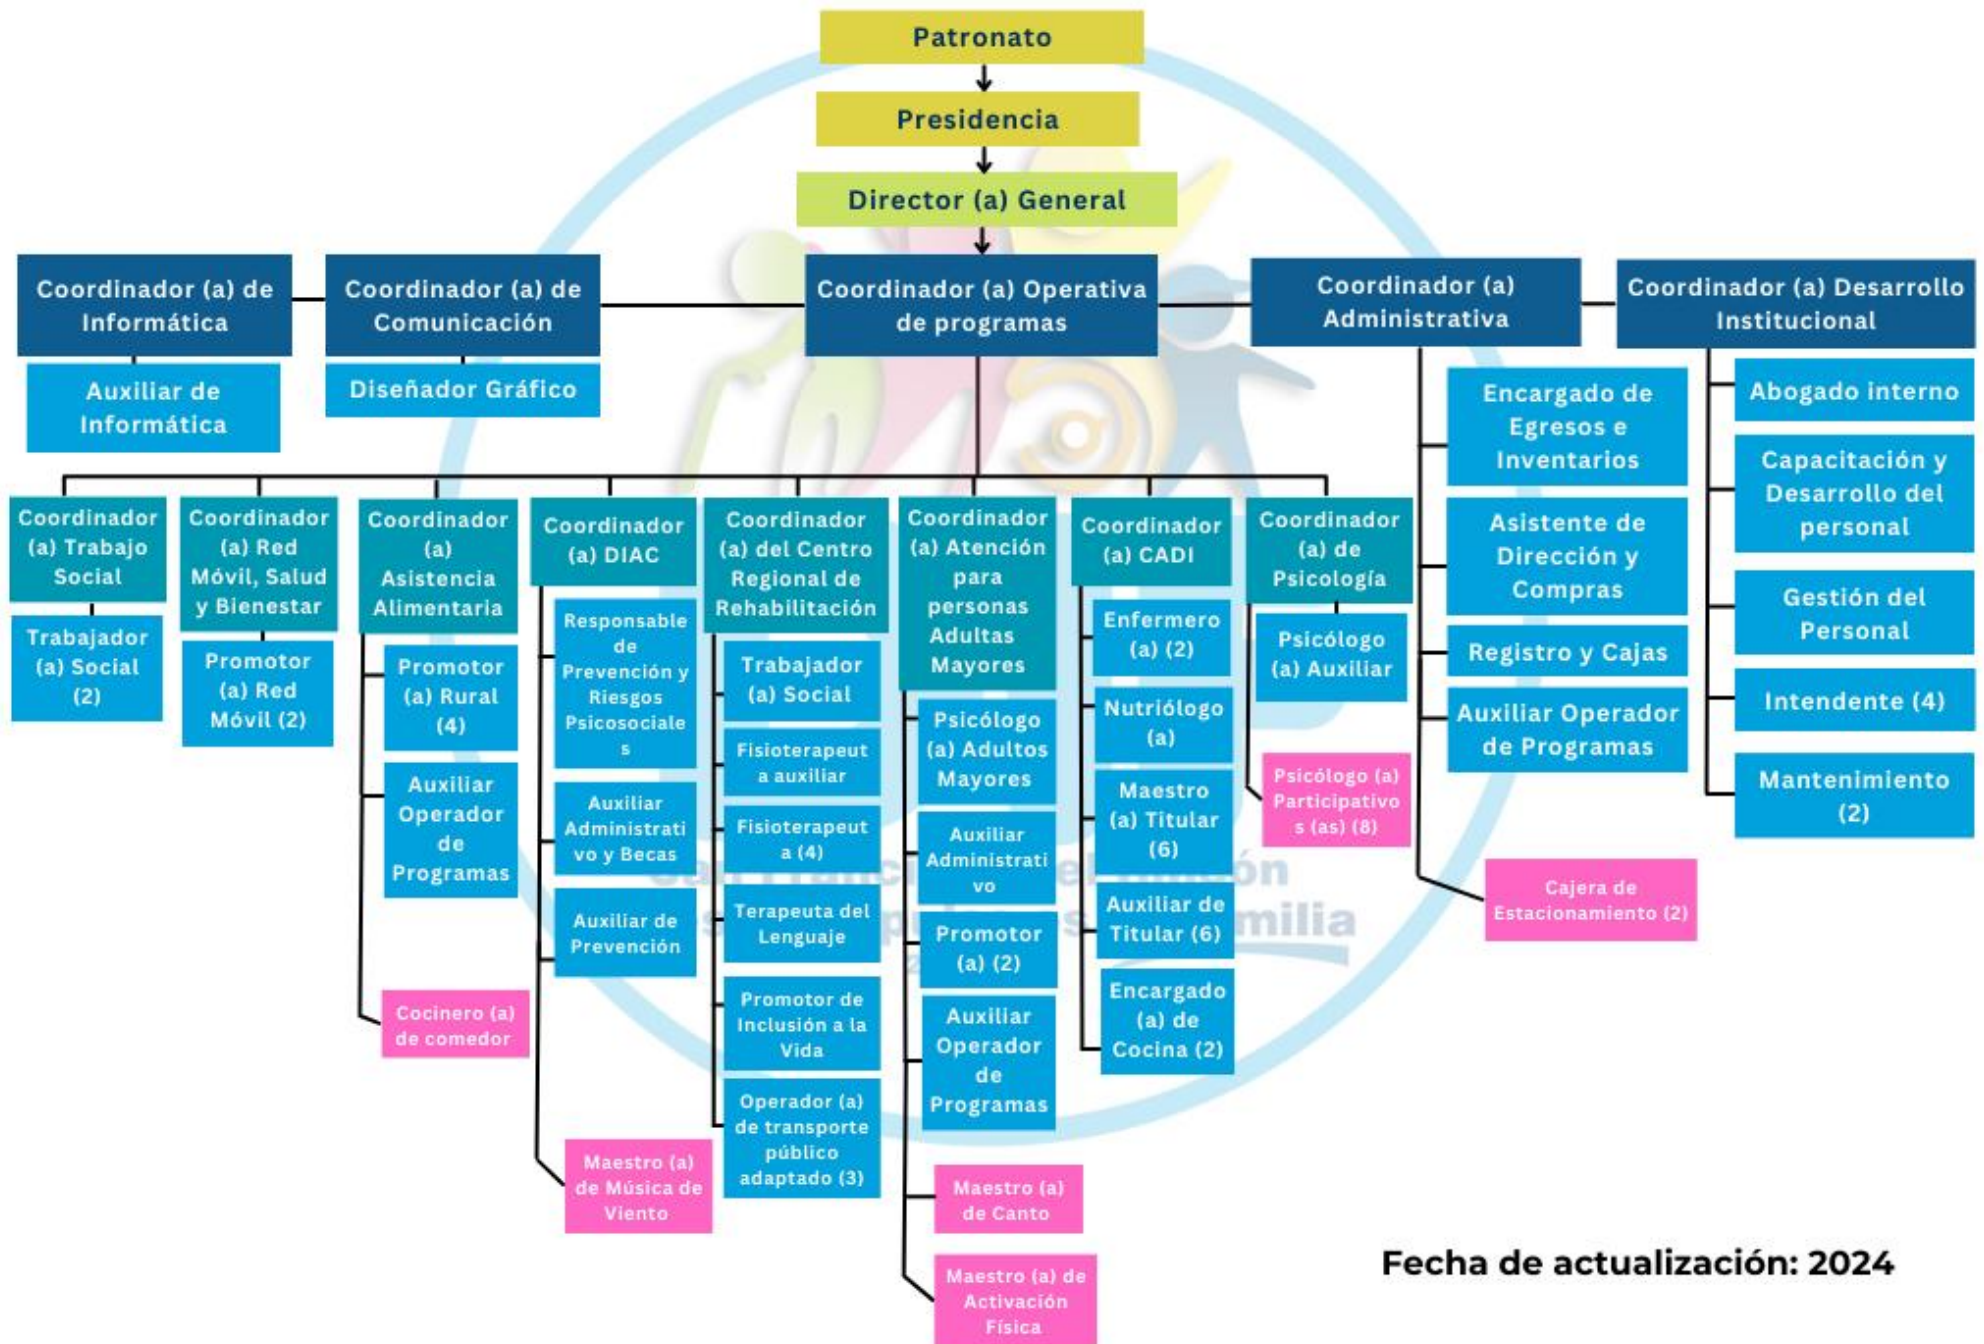 Patronato
Presidencia
Director (a) General
Coordinador (a) de
Informática
Coordinador (a) de
Comunicación
Coordinador (a) Operativa
de programas
Coordinador (a)
Administrativa
Coordinador (a) Desarrollo
Institucional
Auxiliar de
Informática
Diseñador Gráfico
Encargado de
Egresos e
Inventarios
Asistente de
Dirección y
Compras
Registro y Cajas
Auxiliar Operador
de Programas
Cajera de
Estacionamiento (2)
Abogado interno
Capacitación y
Desarrollo del
personal
Gestión del
Personal
Intendente (4)
Mantenimiento
(2)
Coordinador
(a) Trabajo
Social
Trabajador
(a) Social
(2)
Coordinador
(a) Red
Móvil, Salud
y Bienestar
Promotor
(a) Red
Móvil (2)
Coordinador
(a)
Asistencia
Alimentaria
Promotor
(a) Rural
(4)
Auxiliar
Operador
de
Programas
Cocinero (a)
de comedor
Coordinador
(a) DIAC
Responsable
de
Prevención y
Riesgos
Psicosociale
s
Auxiliar
Administrati
vo y Becas
Auxiliar de
Prevención
Maestro (a)
de Música de
Viento
Coordinador
(a) del Centro
Regional de
Rehabilitación
Trabajador
(a) Social
Fisioterapeut
a auxiliar
Fisioterapeut
a (4)
Terapeuta del
Lenguaje
Promotor de
Inclusión a la
Vida
Operador (a)
de transporte
público
adaptado (3)
Coordinador
(a) Atención
para
personas
Adultas
Mayores
Psicólogo
(a) Adultos
Mayores
Auxiliar
Administrati
vo
Promotor
(a) (2)
Auxiliar
Operador
de
Programas
Maestro (a)
de Canto
Maestro (a) de
Activación
Física
Coordinador
(a) CADI
Enfermero
(a) (2)
Nutriólogo
(a)
Maestro
(a) Titular
(6)
Auxiliar de
Titular (6)
Encargado
(a) de
Cocina (2)
Coordinador
(a) de
Psicología
Psicólogo
(a) Auxiliar
Psicólogo (a)
Participativo
s (as) (8)
Fecha de actualización: 2024